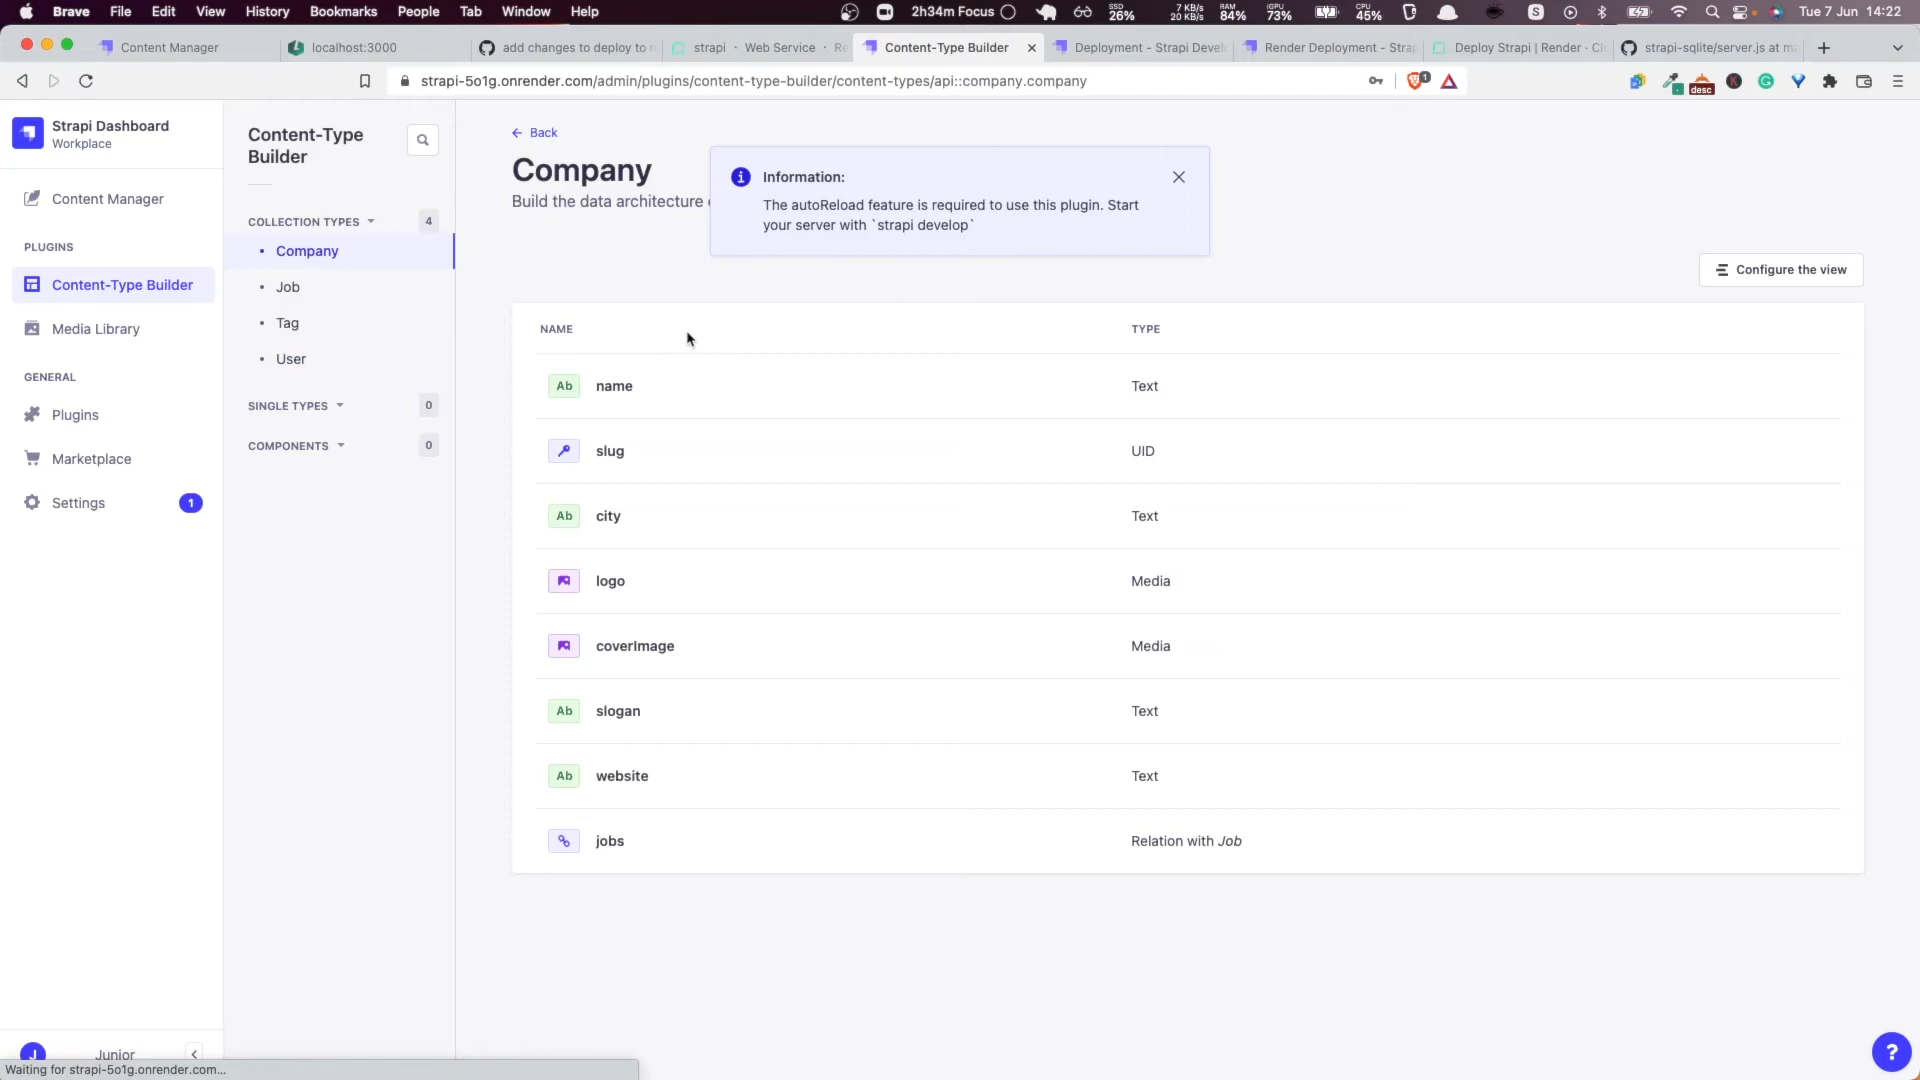 Brave File Edit View History Bookmarks People Tab Window Help 2h34m Focus SSD 26% 7 KB/s 20 KB/s RAM 84% iGPU 73% CPU 45% S Tue 7 Jun 14:22
Content Manager localhost:3000 add changes to deploy to strapi · Web Service · Re Content-Type Builder Deployment - Strapi Devel Render Deployment - Strap Deploy Strapi | Render · Cl strapi-sqlite/server.js at m
strapi-5o1g.onrender.com/admin/plugins/content-type-builder/content-types/api::company.company 1 desc K
Strapi Dashboard
Workplace
Content Manager
PLUGINS
Content-Type Builder
Media Library
GENERAL
Plugins
Marketplace
Settings 1
J Junior
Waiting for strapi-5o1g.onrender.com...
Content-Type
Builder
COLLECTION TYPES 4
• Company
• Job
• Tag
• User
SINGLE TYPES 0
COMPONENTS 0
Back
Company
Build the data architecture
Information:
The autoReload feature is required to use this plugin. Start
your server with `strapi develop`
Configure the view
NAME TYPE
Ab name Text
slug UID
Ab city Text
logo Media
coverImage Media
Ab slogan Text
Ab website Text
jobs Relation with Job
?